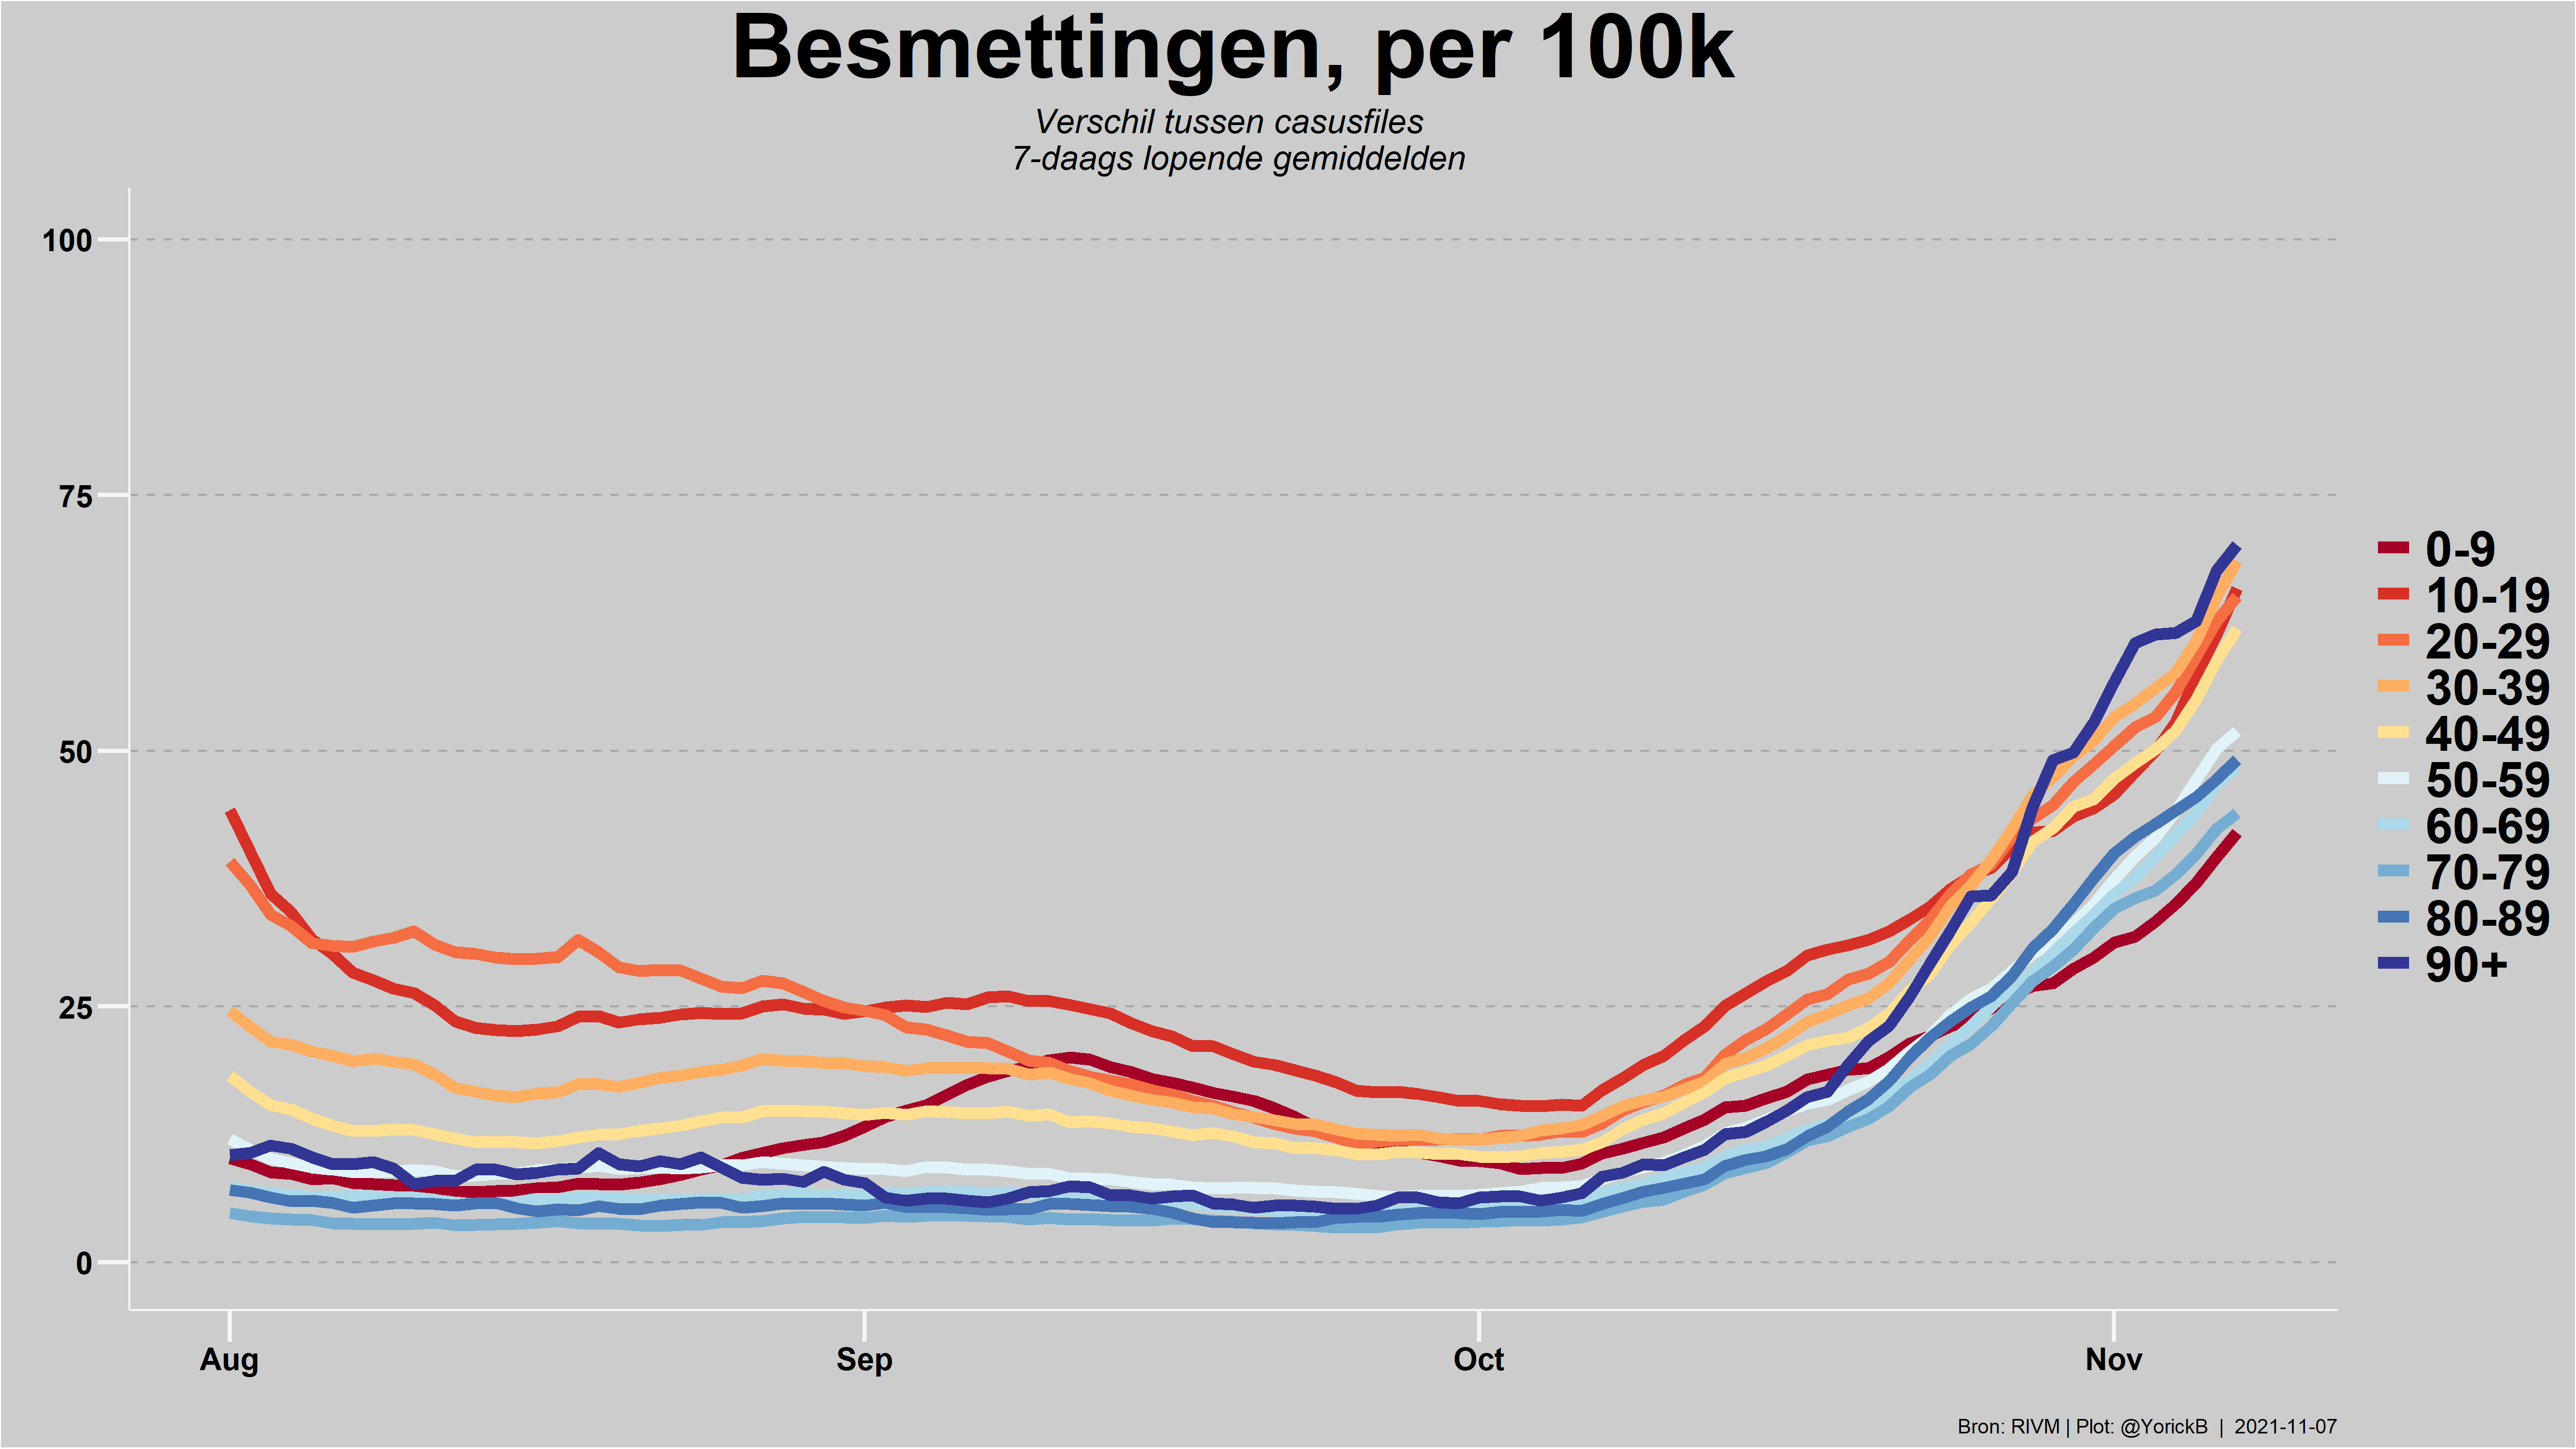 Besmettingen, per 100k
Verschil tussen casusfiles
7-daags lopende gemiddelden
100
75
50
25
0
Aug
Sep
Oct
Nov
0-9
10-19
20-29
30-39
40-49
50-59
60-69
70-79
80-89
90+
Bron: RIVM | Plot: @YorickB | 2021-11-07